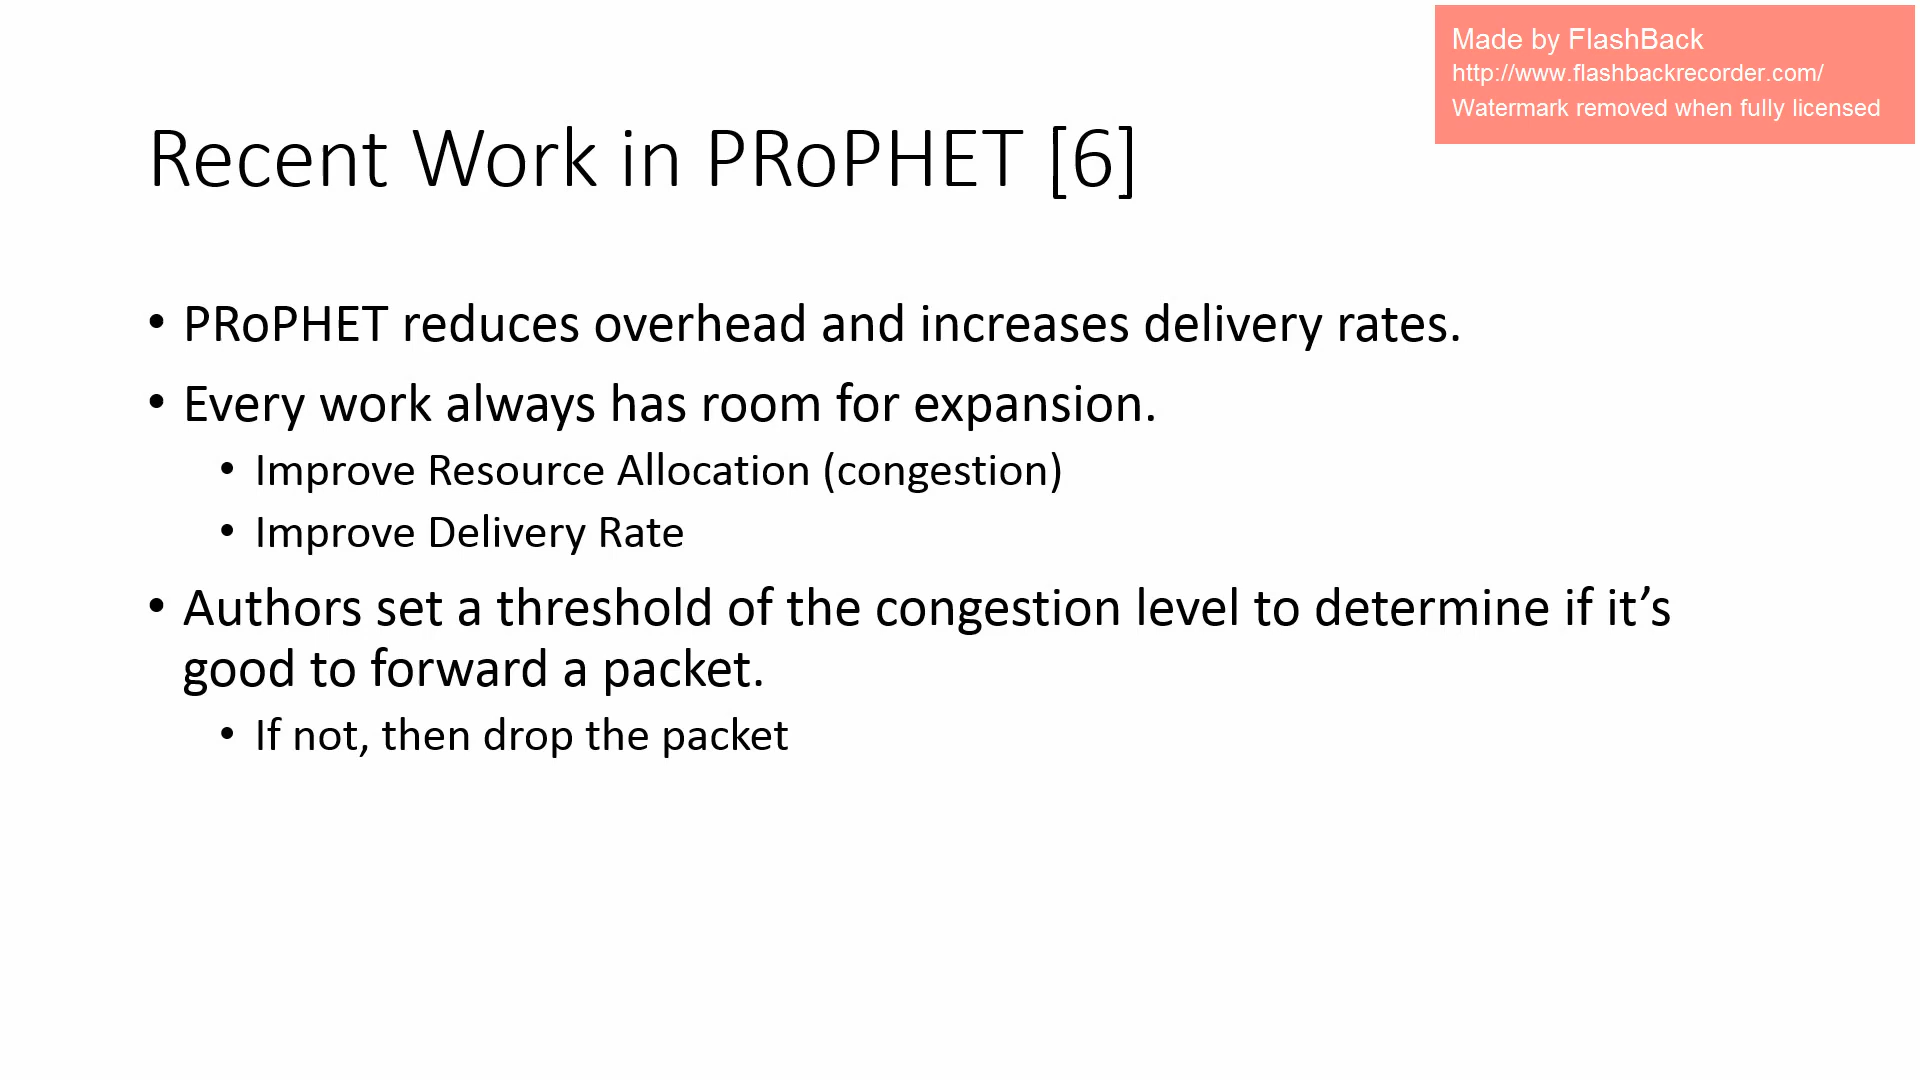 Made by FlashBack
http://www.flashbackrecorder.com/
Watermark removed when fully licensed
Recent Work in PRoPHET [6]
• PRoPHET reduces overhead and increases delivery rates.
• Every work always has room for expansion.
• Improve Resource Allocation (congestion)
• Improve Delivery Rate
• Authors set a threshold of the congestion level to determine if it’s
good to forward a packet.
• If not, then drop the packet